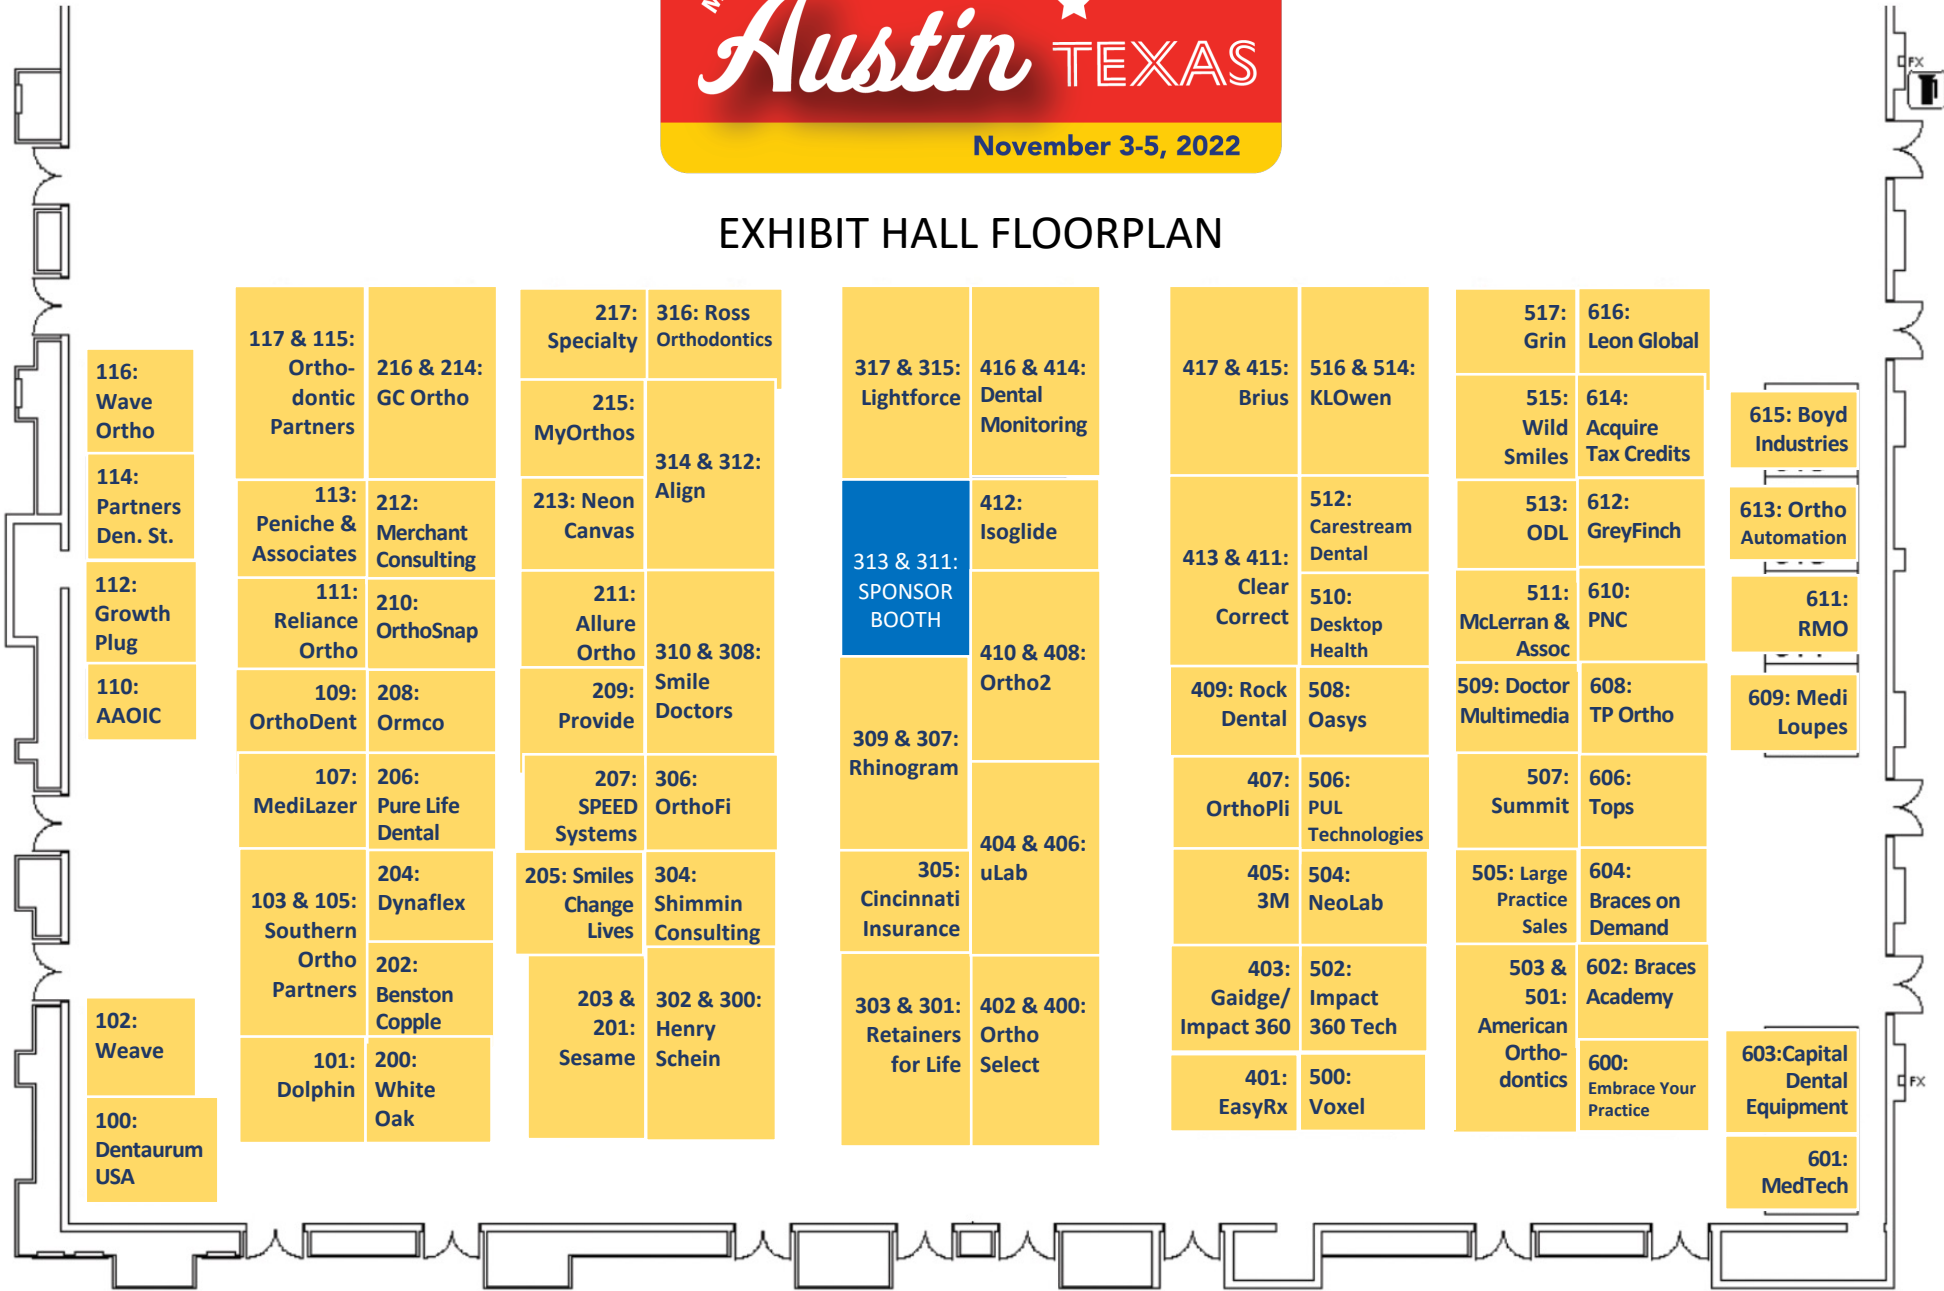 Austin TEXAS
November 3-5, 2022
EXHIBIT HALL FLOORPLAN
FX
116:
Wave
Ortho
114:
Partners
Den. St.
112:
Growth
Plug
110:
AAOIC
102:
Weave
100:
Dentaurum
USA
117 & 115:
Ortho-
dontic
Partners
113:
Peniche &
Associates
111:
Reliance
Ortho
109:
OrthoDent
107:
MediLazer
103 & 105:
Southern
Ortho
Partners
101:
Dolphin
216 & 214:
GC Ortho
212:
Merchant
Consulting
210:
OrthoSnap
208:
Ormco
206:
Pure Life
Dental
204:
Dynaflex
202:
Benston
Copple
200:
White
Oak
217:
Specialty
215:
MyOrthos
213: Neon
Canvas
211:
Allure
Ortho
209:
Provide
207:
SPEED
Systems
205: Smiles
Change
Lives
203 &
201:
Sesame
316: Ross
Orthodontics
314 & 312:
Align
310 & 308:
Smile
Doctors
306:
OrthoFi
304:
Shimmin
Consulting
302 & 300:
Henry
Schein
317 & 315:
Lightforce
313 & 311:
SPONSOR
BOOTH
309 & 307:
Rhinogram
305:
Cincinnati
Insurance
303 & 301:
Retainers
for Life
416 & 414:
Dental
Monitoring
412:
Isoglide
410 & 408:
Ortho2
404 & 406:
uLab
402 & 400:
Ortho
Select
417 & 415:
Brius
413 & 411:
Clear
Correct
409: Rock
Dental
407:
OrthoPli
405:
3M
403:
Gaidge/
Impact 360
401:
EasyRx
516 & 514:
KLOwen
512:
Carestream
Dental
510:
Desktop
Health
508:
Oasys
506:
PUL
Technologies
504:
NeoLab
502:
Impact
360 Tech
500:
Voxel
517:
Grin
515:
Wild
Smiles
513:
ODL
511:
McLerran &
Assoc
509: Doctor
Multimedia
507:
Summit
505: Large
Practice
Sales
503 &
501:
American
Ortho-
dontics
616:
Leon Global
614:
Acquire
Tax Credits
612:
GreyFinch
610:
PNC
608:
TP Ortho
606:
Tops
604:
Braces on
Demand
602: Braces
Academy
600:
Embrace Your
Practice
615: Boyd
Industries
613: Ortho
Automation
611:
RMO
609: Medi
Loupes
603:Capital
Dental
Equipment
601:
MedTech
FX